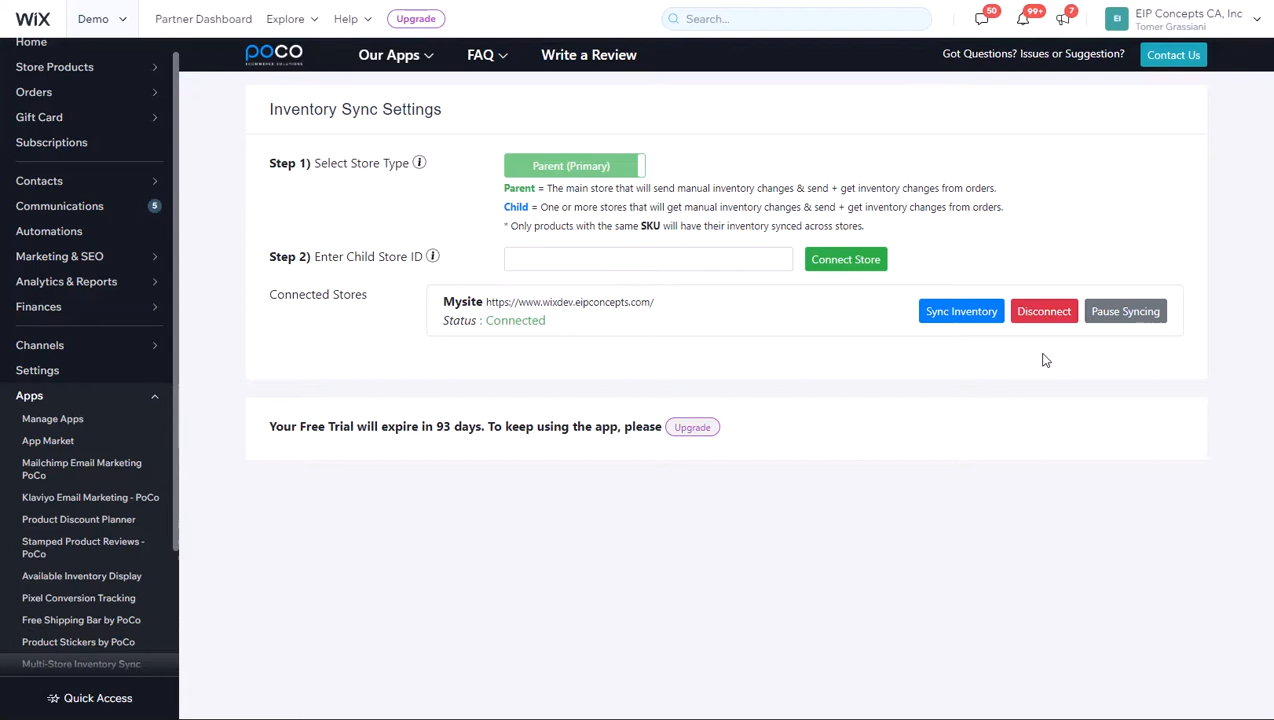 WIX Demo Partner Dashboard Explore Help Upgrade Search... 50 99+ 7 EI EIP Concepts CA, Inc
Tomer Grassiani
Home
Store Products
Orders
Gift Card
Subscriptions
Contacts
Communications 5
Automations
Marketing & SEO
Analytics & Reports
Finances
Channels
Settings
Apps
Manage Apps
App Market
Mailchimp Email Marketing
PoCo
Klaviyo Email Marketing - PoCo
Product Discount Planner
Stamped Product Reviews -
PoCo
Available Inventory Display
Pixel Conversion Tracking
Free Shipping Bar by PoCo
Product Stickers by PoCo
Multi-Store Inventory Sync
Quick Access
poco Our Apps FAQ Write a Review Got Questions? Issues or Suggestion? Contact Us
ECOMMERCE SOLUTIONS
Inventory Sync Settings
Step 1) Select Store Type i Parent (Primary)
Parent = The main store that will send manual inventory changes & send + get inventory changes from orders.
Child = One or more stores that will get manual inventory changes & send + get inventory changes from orders.
* Only products with the same SKU will have their inventory synced across stores.
Step 2) Enter Child Store ID i Connect Store
Connected Stores Mysite https://www.wixdev.eipconcepts.com/
Status : Connected Sync Inventory Disconnect Pause Syncing
Your Free Trial will expire in 93 days. To keep using the app, please Upgrade